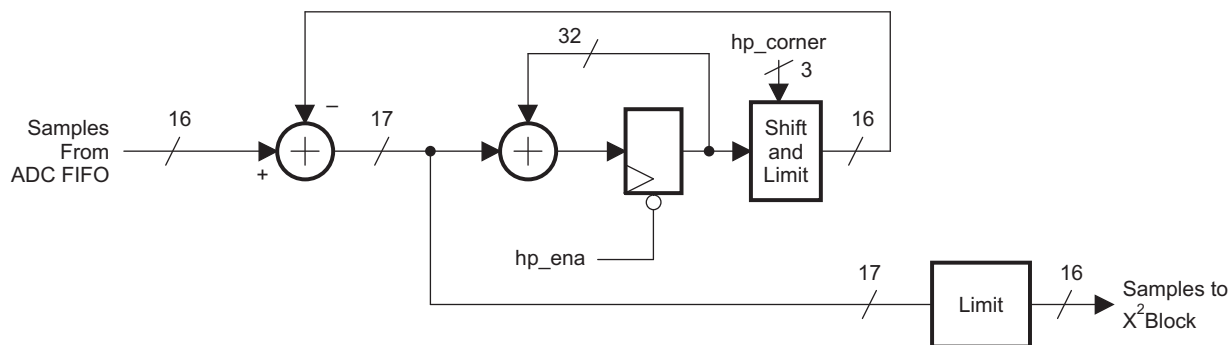 32
hp_corner
3
Samples
From
ADC FIFO
16
+
–
17
Shift
and
Limit
16
hp_ena
17
Limit
16
Samples to
X²Block